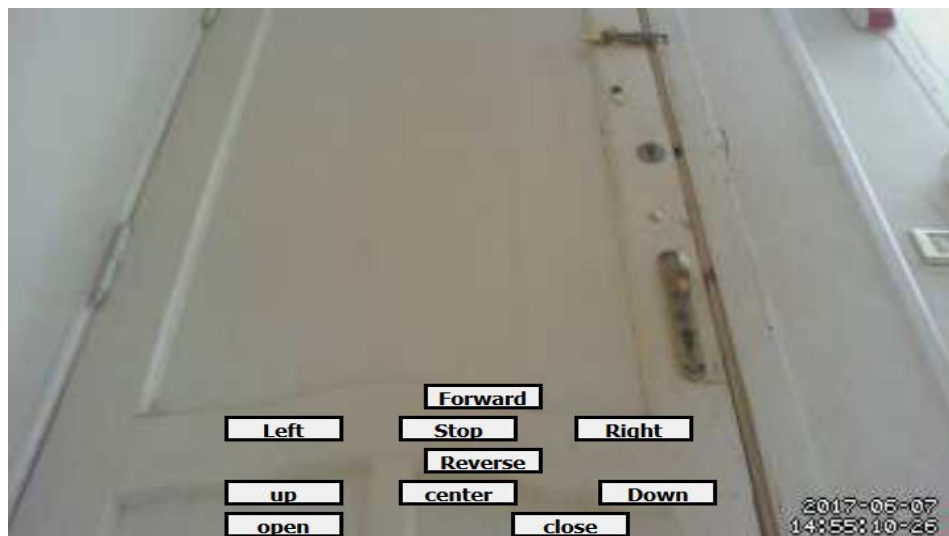 Forward
Left Stop Right
Reverse
up center Down
2017-06-07
open close
14:55:10-26